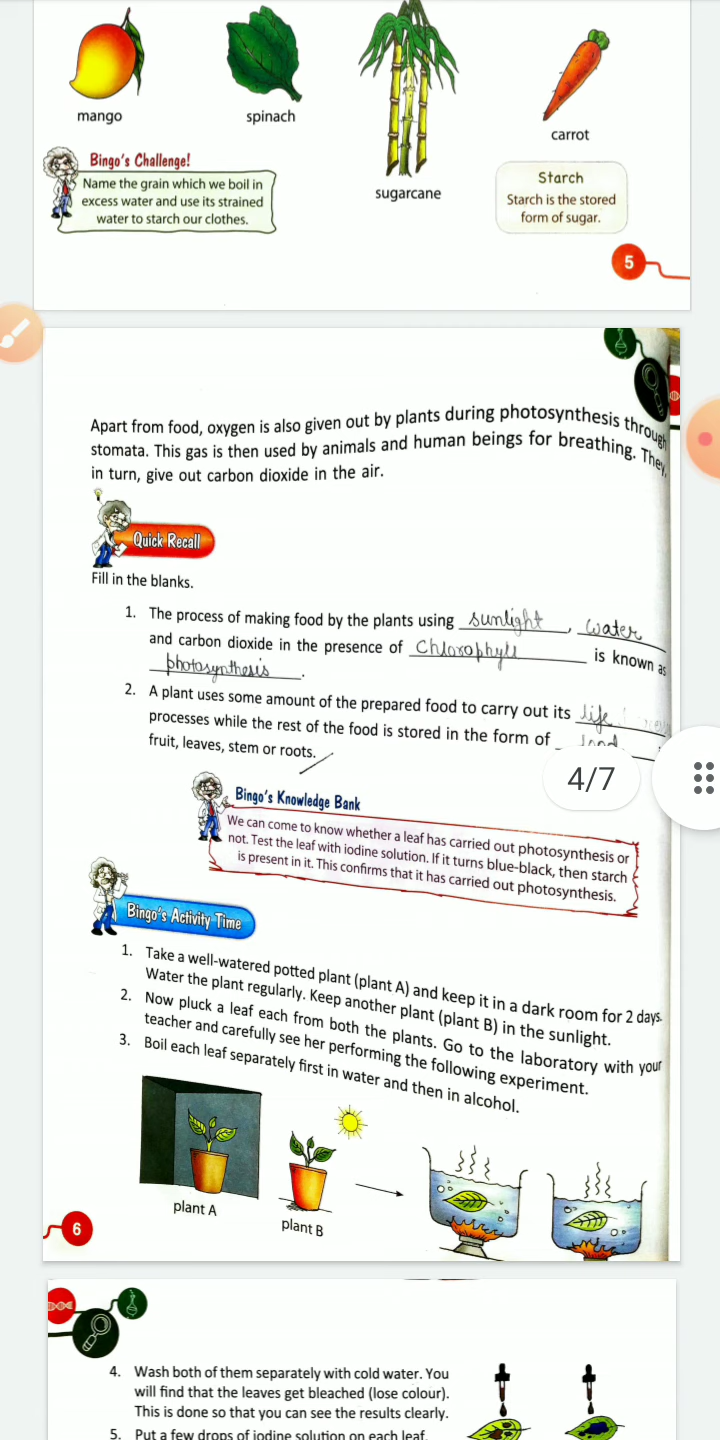 mango
spinach
sugarcane
carrot
Bingo's Challenge!
Name the grain which we boil in
excess water and use its strained
water to starch our clothes.
Starch
Starch is the stored
form of sugar.
5
Apart from food, oxygen is also given out by plants during photosynthesis through
stomata. This gas is then used by animals and human beings for breathing. They,
in turn, give out carbon dioxide in the air.
Quick Recall
Fill in the blanks.
1. The process of making food by the plants using sunlight, water
and carbon dioxide in the presence of Chlorophyll is known as
photosynthesis.
2. A plant uses some amount of the prepared food to carry out its life
processes while the rest of the food is stored in the form of food
fruit, leaves, stem or roots.
4/7
Bingo's Knowledge Bank
We can come to know whether a leaf has carried out photosynthesis or
not. Test the leaf with iodine solution. If it turns blue-black, then starch
is present in it. This confirms that it has carried out photosynthesis.
Bingo's Activity Time
1. Take a well-watered potted plant (plant A) and keep it in a dark room for 2 days.
Water the plant regularly. Keep another plant (plant B) in the sunlight.
2. Now pluck a leaf each from both the plants. Go to the laboratory with your
teacher and carefully see her performing the following experiment.
3. Boil each leaf separately first in water and then in alcohol.
plant A
plant B
6
4. Wash both of them separately with cold water. You
will find that the leaves get bleached (lose colour).
This is done so that you can see the results clearly.
5. Put a few drops of iodine solution on each leaf.